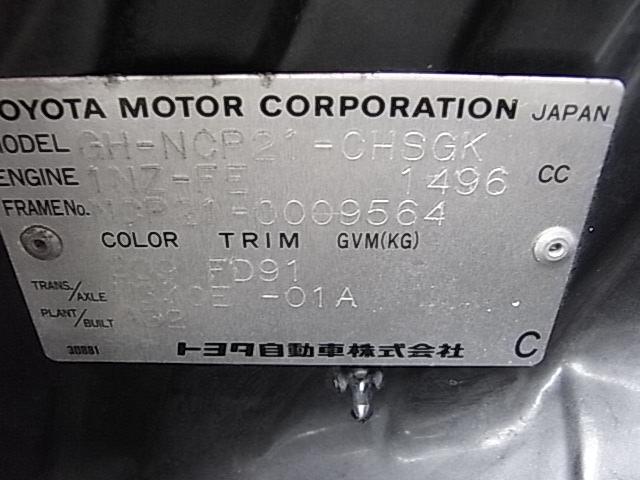 TOYOTA MOTOR CORPORATION JAPAN
MODEL GH-NCP21-CHSGK
ENGINE 1NZ-FE 1496 CC
FRAME No. NCP21-0009564
COLOR TRIM GVM(KG)
FD91
TRANS./AXLE -01A
PLANT/BUILT
30881 トヨタ自動車株式会社 C